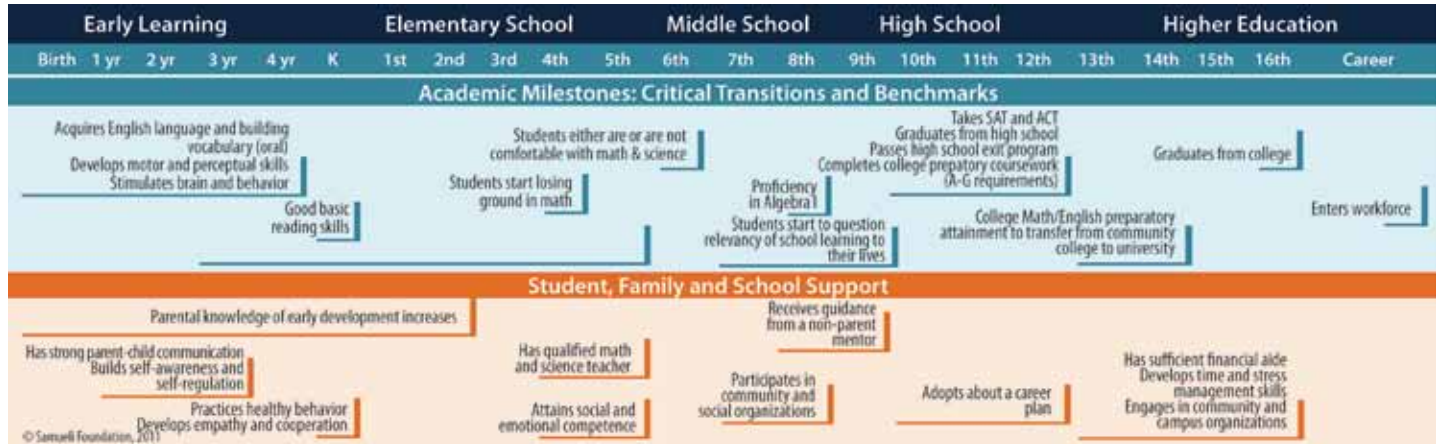 Early Learning Elementary School Middle School High School Higher Education
Birth 1 yr 2 yr 3 yr 4 yr K 1st 2nd 3rd 4th 5th 6th 7th 8th 9th 10th 11th 12th 13th 14th 15th 16th Career
Academic Milestones: Critical Transitions and Benchmarks
Acquires English language and building
vocabulary (oral)
Develops motor and perceptual skills
Stimulates brain and behavior
Good basic
reading skills
Students either are or are not
comfortable with math & science
Students start losing
ground in math
Proficiency
in Algebra I
Students start to question
relevancy of school learning to
their lives
Takes SAT and ACT
Graduates from high school
Passes high school exit program
Completes college prepatory coursework
(A-G requirements)
College Math/English preparatory
attainment to transfer from community
college to university
Graduates from college
Enters workforce
Student, Family and School Support
Parental knowledge of early development increases
Has strong parent-child communication
Builds self-awareness and
self-regulation
Practices healthy behavior
Develops empathy and cooperation
Has qualified math
and science teacher
Attains social and
emotional competence
Receives guidance
from a non-parent
mentor
Participates in
community and
social organizations
Adopts about a career
plan
Has sufficient financial aide
Develops time and stress
management skills
Engages in community and
campus organizations
© Samueli Foundation, 2011